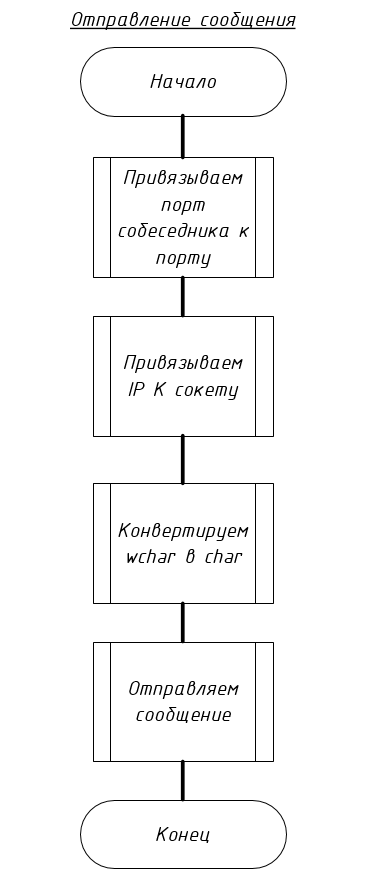 Отправление сообщения
Начало
Привязываем
порт
собеседника к
порту
Привязываем
IP К сокету
Конвертируем
wchar в char
Отправляем
сообщение
Конец